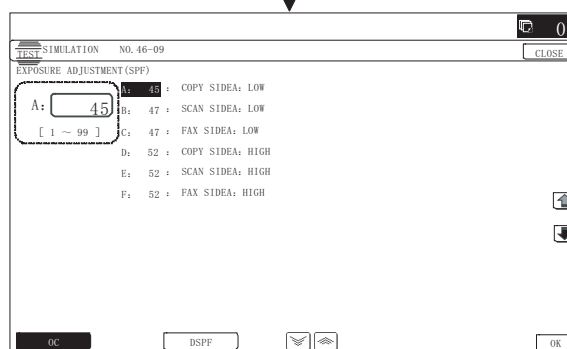 0
TEST SIMULATION NO.46-09
CLOSE
EXPOSURE ADJUSTMENT(SPF)
A: 45
[ 1 ~ 99 ]
A: 45 : COPY SIDEA: LOW
B: 47 : SCAN SIDEA: LOW
C: 47 : FAX SIDEA: LOW
D: 52 : COPY SIDEA: HIGH
E: 52 : SCAN SIDEA: HIGH
F: 52 : FAX SIDEA: HIGH
OC DSPF OK